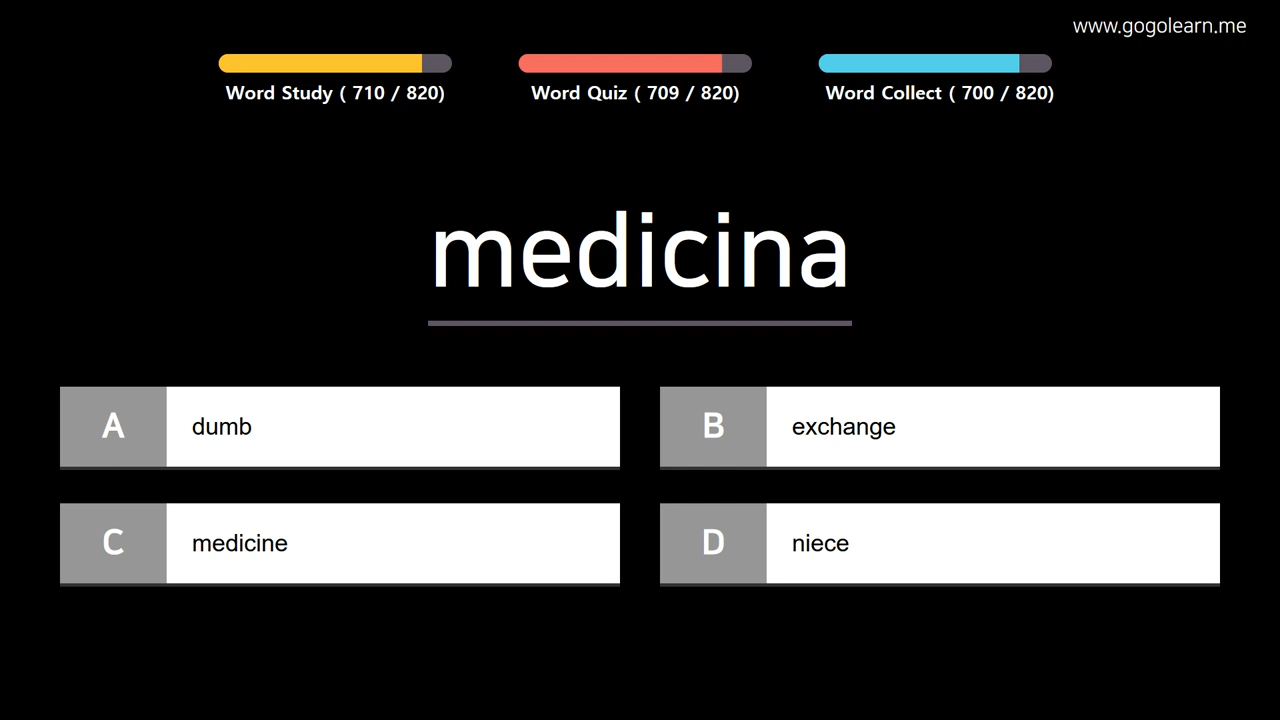 www.gogolearn.me
Word Study ( 710 / 820)
Word Quiz ( 709 / 820)
Word Collect ( 700 / 820)
medicina
A dumb
B exchange
C medicine
D niece